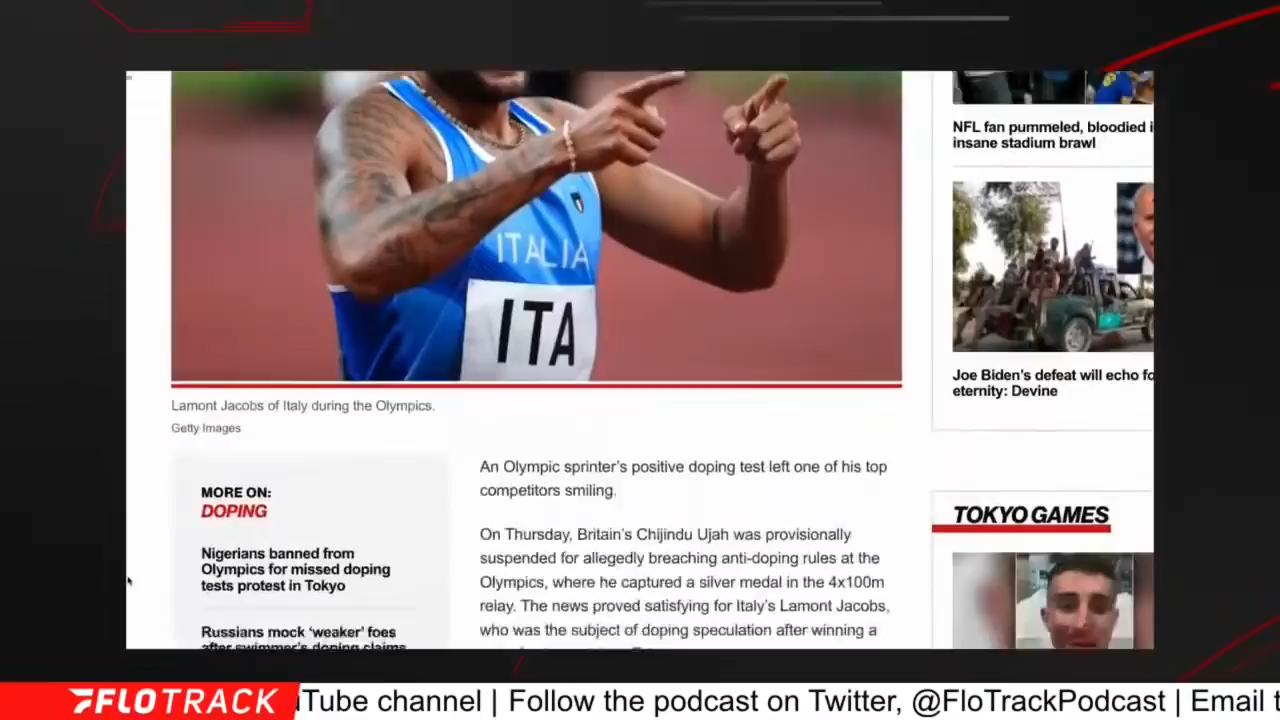 ITALIA
ITA
Lamont Jacobs of Italy during the Olympics.
Getty Images
MORE ON:
DOPING
Nigerians banned from
Olympics for missed doping
tests protest in Tokyo
Russians mock ‘weaker’ foes
after swimmer’s doping claims
An Olympic sprinter’s positive doping test left one of his top
competitors smiling.
On Thursday, Britain’s Chijindu Ujah was provisionally
suspended for allegedly breaching anti-doping rules at the
Olympics, where he captured a silver medal in the 4x100m
relay. The news proved satisfying for Italy’s Lamont Jacobs,
who was the subject of doping speculation after winning a
NFL fan pummeled, bloodied i
insane stadium brawl
Joe Biden’s defeat will echo fo
eternity: Devine
TOKYO GAMES
FLOTRACK
uTube channel | Follow the podcast on Twitter, @FloTrackPodcast | Email t